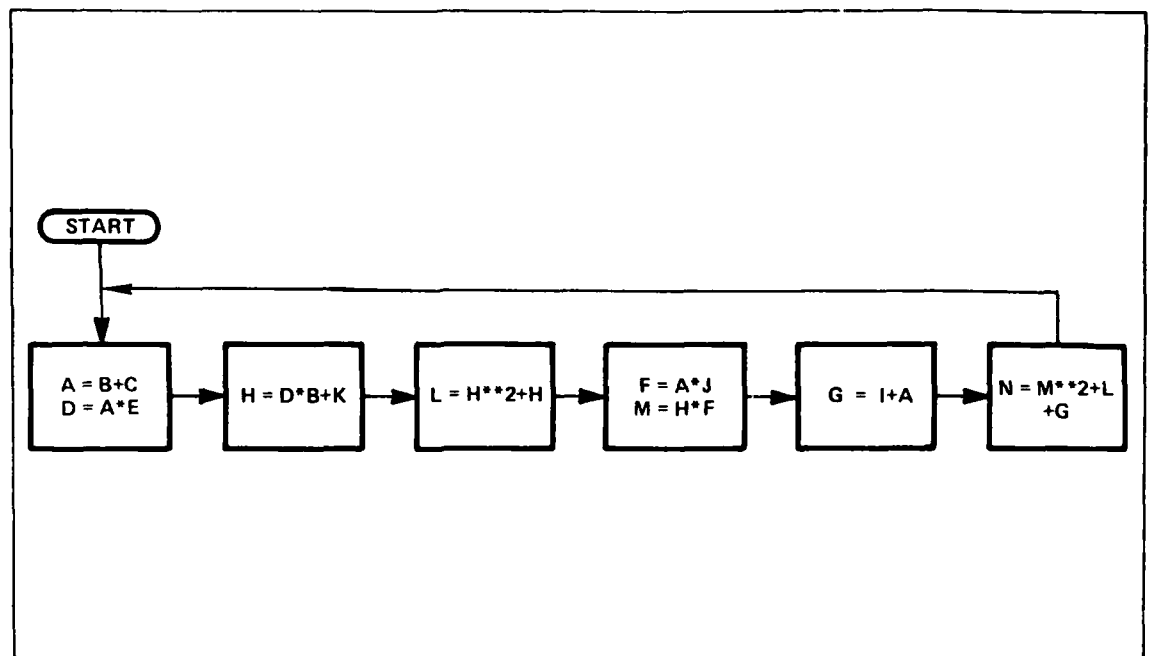 START
A = B+C
D = A*E
H = D*B+K
L = H**2+H
F = A*J
M = H*F
G = I+A
N = M**2+L
+G